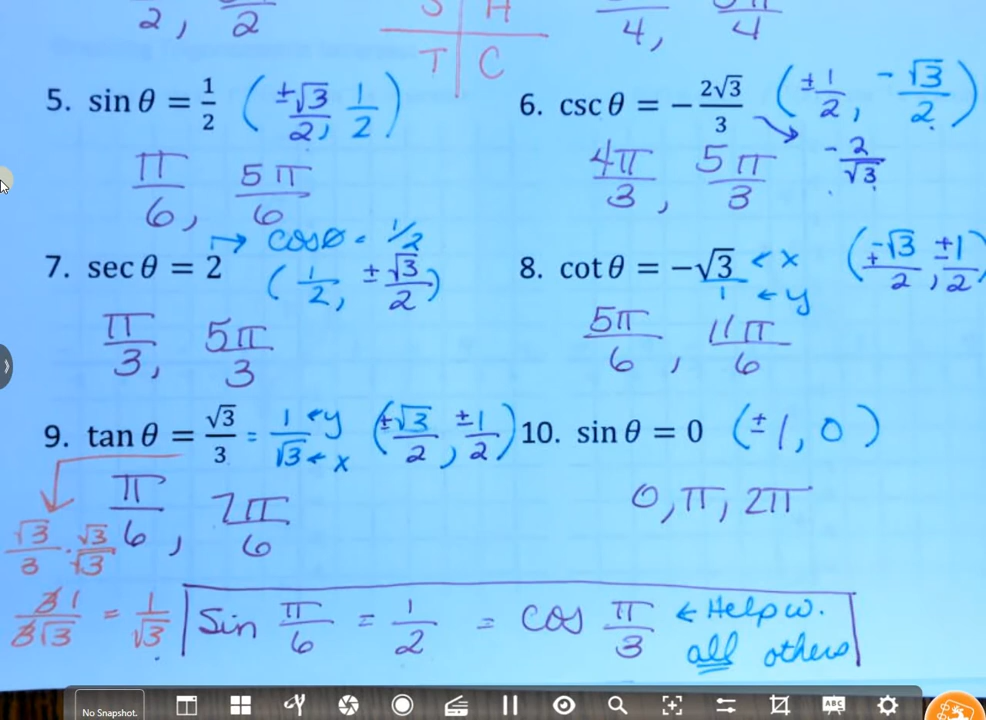 2, 2 S A 4, 4
T C
5. sin θ = 1/2 (±√3/2, 1/2)
π/6, 5π/6
6. csc θ = − 2√3/3 (±1/2, −√3/2)
-2/√3
4π/3, 5π/3
7. sec θ = 2 → cosθ = 1/2
(1/2, ±√3/2)
π/3, 5π/3
8. cot θ = −√3/1 ← x ← y (±√3/2, ±1/2)
5π/6, 11π/6
9. tan θ = √3/3 = 1/√3 ← y ← x (±√3/2, ±1/2)
π/6, 7π/6
10. sin θ = 0 (±1, 0)
0, π, 2π
√3/3 · √3/√3
3 1/3√3 = 1/√3
Sin π/6 = 1/2 = cos π/3 ← Help w.
all others
No Snapshot.
ABC